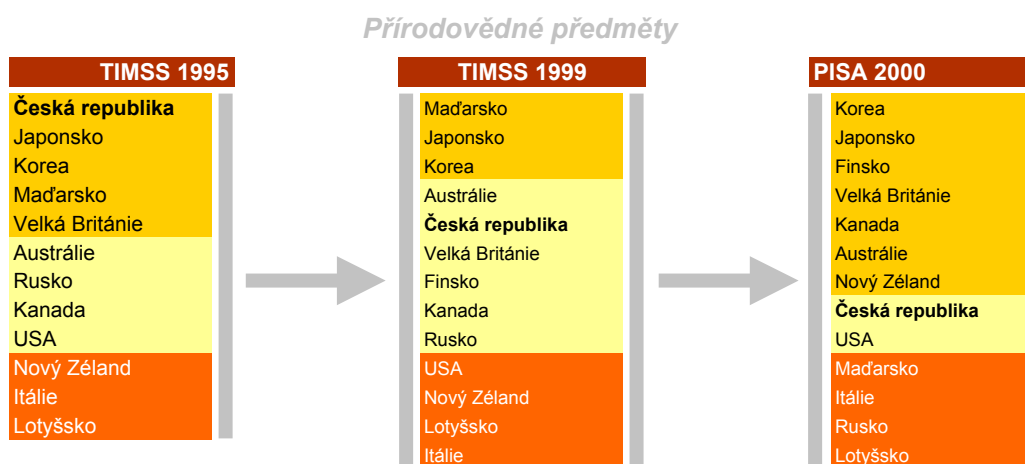 Přírodovědné předměty
TIMSS 1995
Česká republika
Japonsko
Korea
Maďarsko
Velká Británie
Austrálie
Rusko
Kanada
USA
Nový Zéland
Itálie
Lotyšsko
TIMSS 1999
Maďarsko
Japonsko
Korea
Austrálie
Česká republika
Velká Británie
Finsko
Kanada
Rusko
USA
Nový Zéland
Lotyšsko
Itálie
PISA 2000
Korea
Japonsko
Finsko
Velká Británie
Kanada
Austrálie
Nový Zéland
Česká republika
USA
Maďarsko
Itálie
Rusko
Lotyšsko